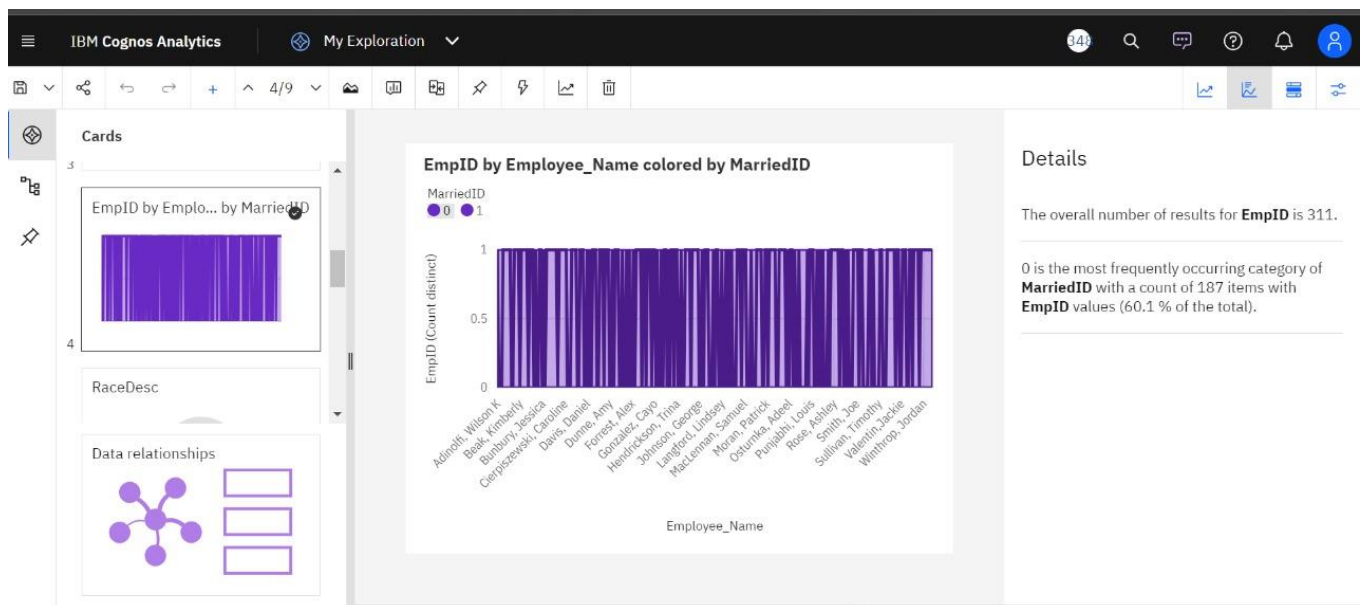 IBM Cognos Analytics
My Exploration
348
4/9
Cards
3
EmpID by Emplo... by MarriedID
4
RaceDesc
Data relationships
EmpID by Employee_Name colored by MarriedID
MarriedID
0 1
EmpID (Count distinct)
1
0.5
0
Adinolfi, Wilson K
Beak, Kimberly
Bunbury, Jessica
Cierpiszewski, Caroline
Davis, Daniel
Dunne, Amy
Forrest, Alex
Gonzalez, Cayo
Hendrickson, Trina
Johnson, George
Langford, Lindsey
MacLennan, Samuel
Moran, Patrick
Osturnka, Adeel
Punjabhi, Louis
Rose, Ashley
Smith, Joe
Sullivan, Timothy
Valentin,Jackie
Winthrop, Jordan
Employee_Name
Details
The overall number of results for EmpID is 311.
0 is the most frequently occurring category of
MarriedID with a count of 187 items with
EmpID values (60.1 % of the total).